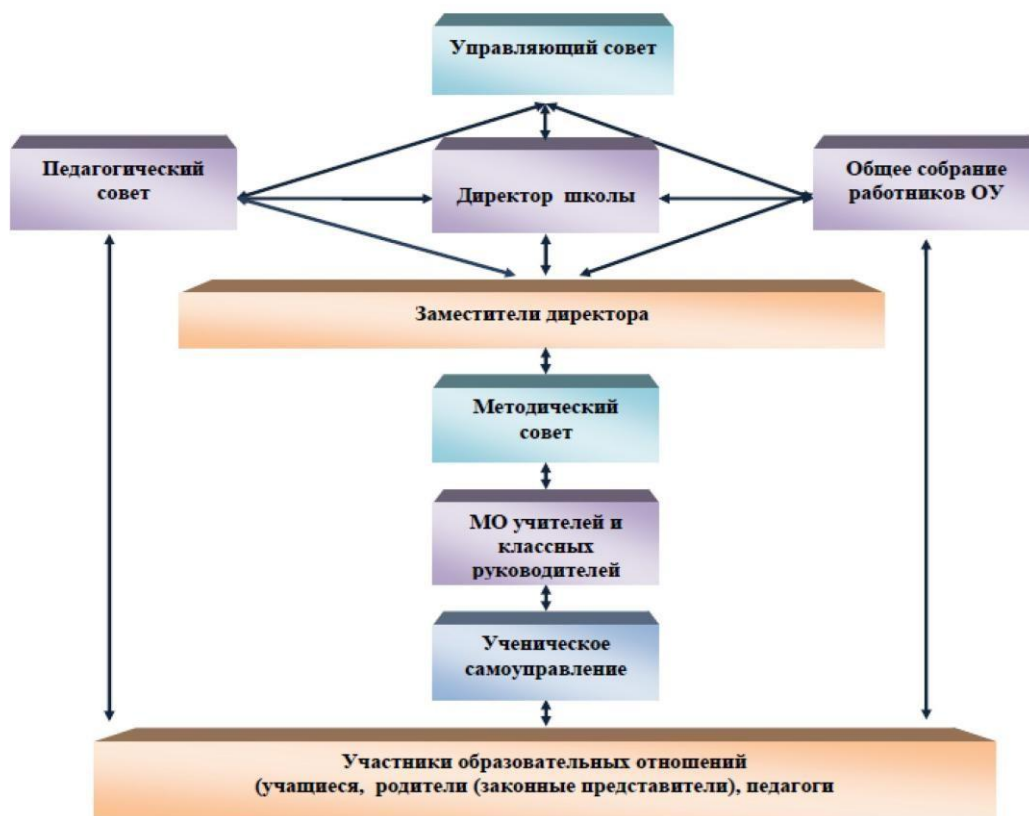 Управляющий совет
Педагогический
совет
Директор школы
Общее собрание
работников ОУ
Заместители директора
Методический
совет
МО учителей и
классных
руководителей
Ученическое
самоуправление
Участники образовательных отношений
(учащиеся, родители (законные представители), педагоги